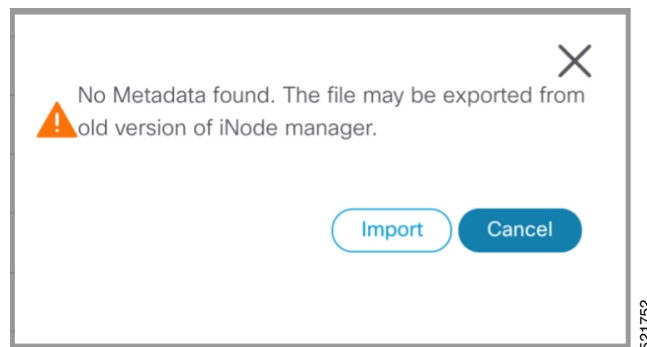 No Metadata found. The file may be exported from
old version of iNode manager.
Import
Cancel
521752